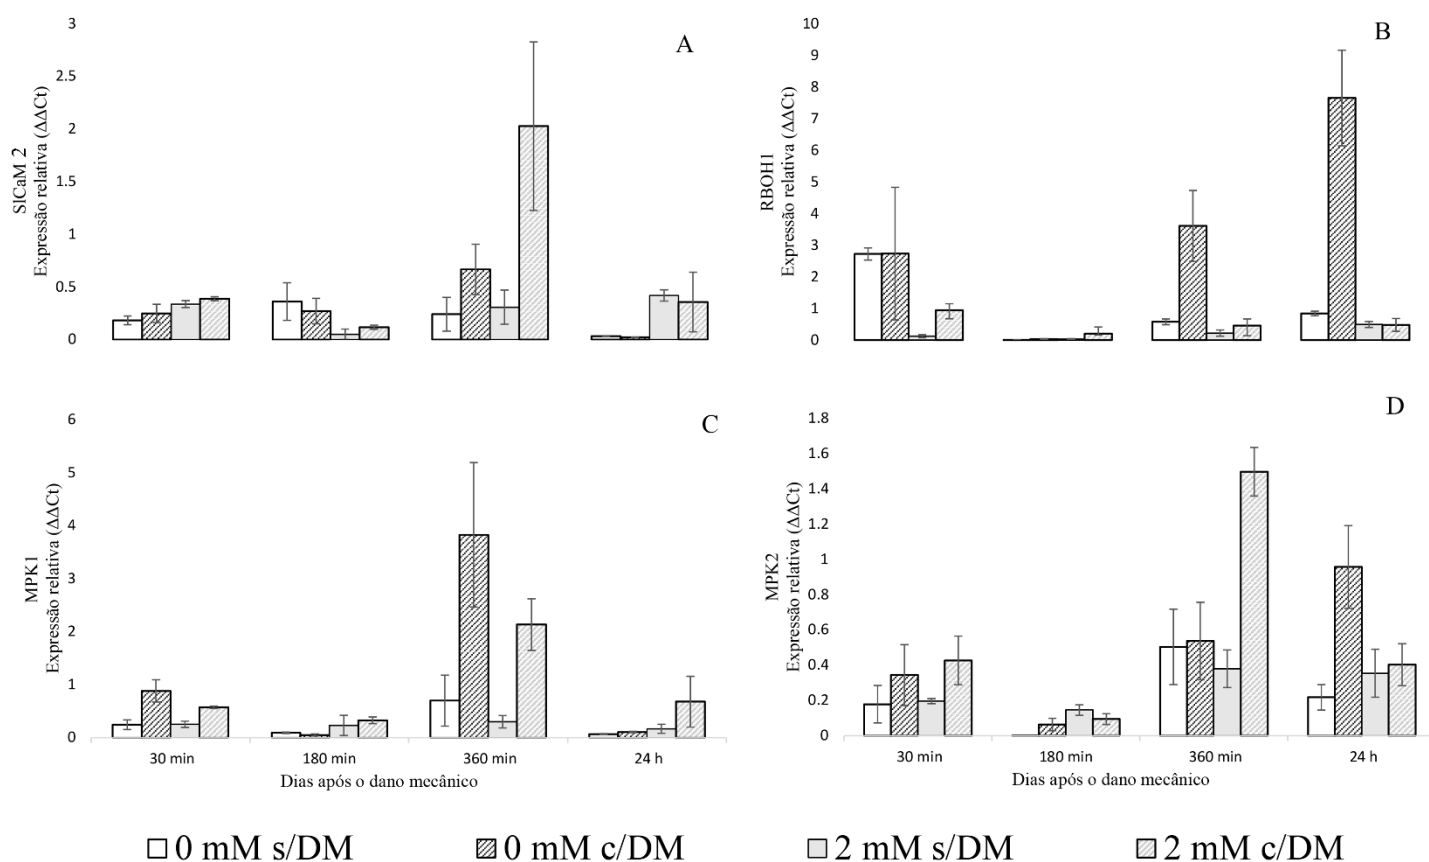 A
SlCaM 2
Expressão relativa (ΔΔCt)
3
2.5
2
1.5
1
0.5
0
B
RBOH1
Expressão relativa (ΔΔCt)
10
9
8
7
6
5
4
3
2
1
0
C
MPK1
Expressão relativa (ΔΔCt)
6
5
4
3
2
1
0
30 min 180 min 360 min 24 h
Dias após o dano mecânico
D
MPK2
Expressão relativa (ΔΔCt)
1.8
1.6
1.4
1.2
1
0.8
0.6
0.4
0.2
0
30 min 180 min 360 min 24 h
Dias após o dano mecânico
0 mM s/DM 0 mM c/DM 2 mM s/DM 2 mM c/DM